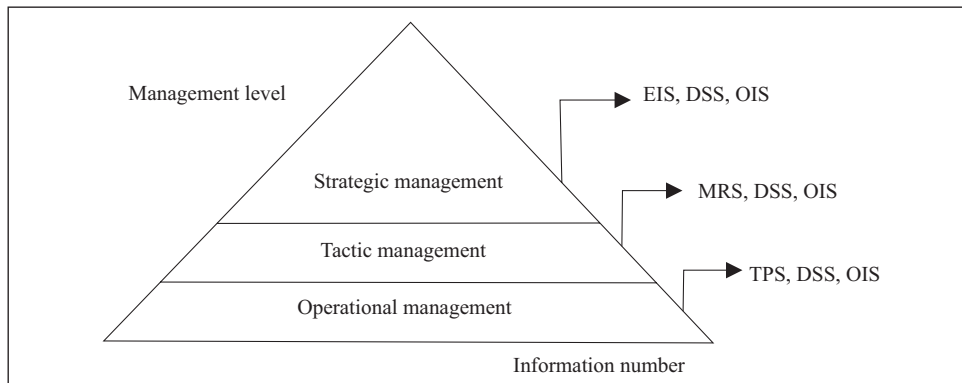 Management level
EIS, DSS, OIS
Strategic management
MRS, DSS, OIS
Tactic management
TPS, DSS, OIS
Operational management
Information number